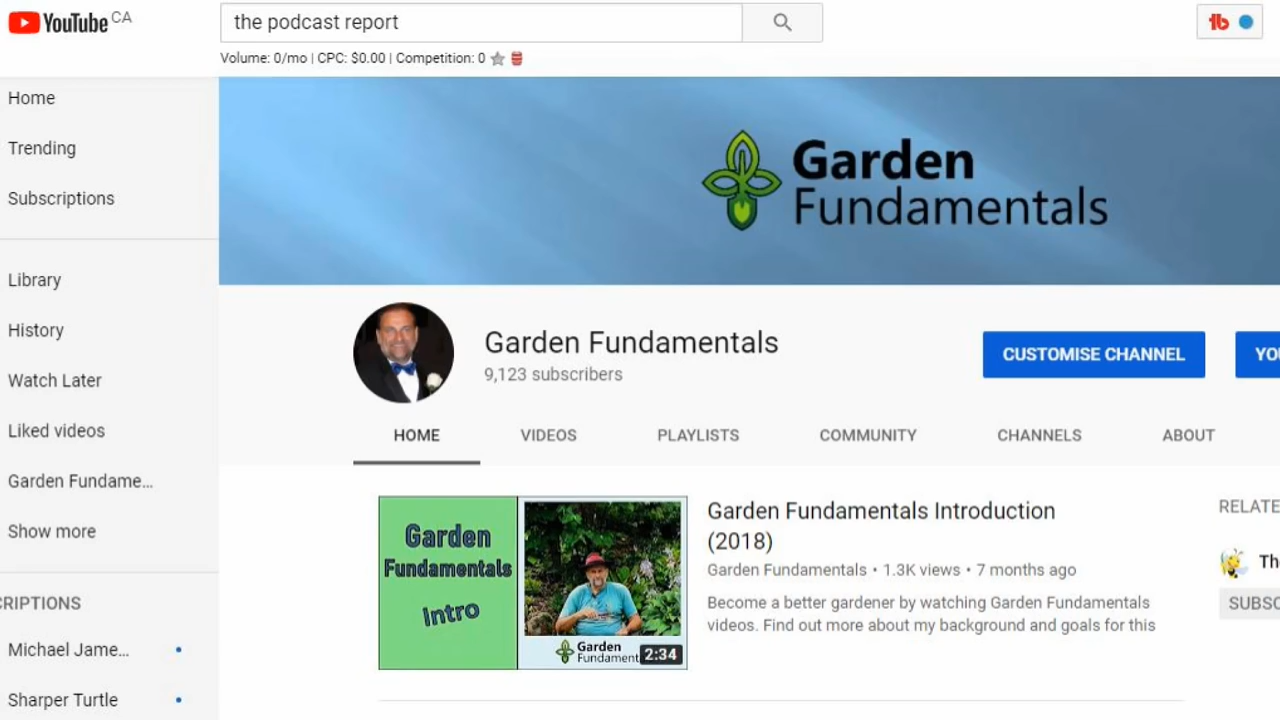 YouTube CA
the podcast report
Volume: 0/mo | CPC: $0.00 | Competition: 0
Home
Trending
Subscriptions
Library
History
Watch Later
Liked videos
Garden Fundame...
Show more
CRIPTIONS
Michael Jame...
Sharper Turtle
Garden
Fundamentals
Garden Fundamentals
9,123 subscribers
CUSTOMISE CHANNEL
YOU
HOME VIDEOS PLAYLISTS COMMUNITY CHANNELS ABOUT
Garden
Fundamentals
Intro
Garden
Fundament
2:34
Garden Fundamentals Introduction
(2018)
Garden Fundamentals • 1.3K views • 7 months ago
Become a better gardener by watching Garden Fundamentals
videos. Find out more about my background and goals for this
RELATE
The
SUBSC